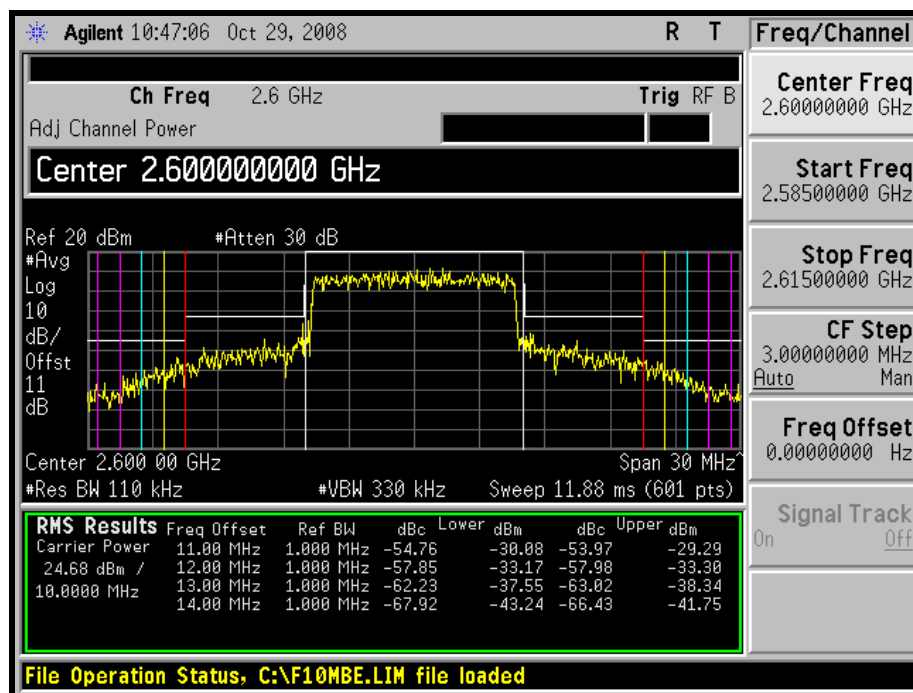 Agilent 10:47:06 Oct 29, 2008 R T
Freq/Channel
Ch Freq 2.6 GHz Trig RF B
Adj Channel Power
Center 2.600000000 GHz
Center Freq
2.60000000 GHz
Start Freq
2.58500000 GHz
Stop Freq
2.61500000 GHz
CF Step
3.00000000 MHz
Auto Man
Freq Offset
0.00000000 Hz
Signal Track
On Off
Ref 20 dBm #Atten 30 dB
#Avg
Log
10
dB/
Offst
11
dB
Center 2.600 00 GHz Span 30 MHz^
#Res BW 110 kHz #VBW 330 kHz Sweep 11.88 ms (601 pts)
RMS Results Freq Offset Ref BW dBc Lower dBm dBc Upper dBm
Carrier Power 11.00 MHz 1.000 MHz -54.76 -30.08 -53.97 -29.29
24.68 dBm / 12.00 MHz 1.000 MHz -57.85 -33.17 -57.98 -33.30
10.0000 MHz 13.00 MHz 1.000 MHz -62.23 -37.55 -63.02 -38.34
14.00 MHz 1.000 MHz -67.92 -43.24 -66.43 -41.75
File Operation Status, C:\F10MBE.LIM file loaded